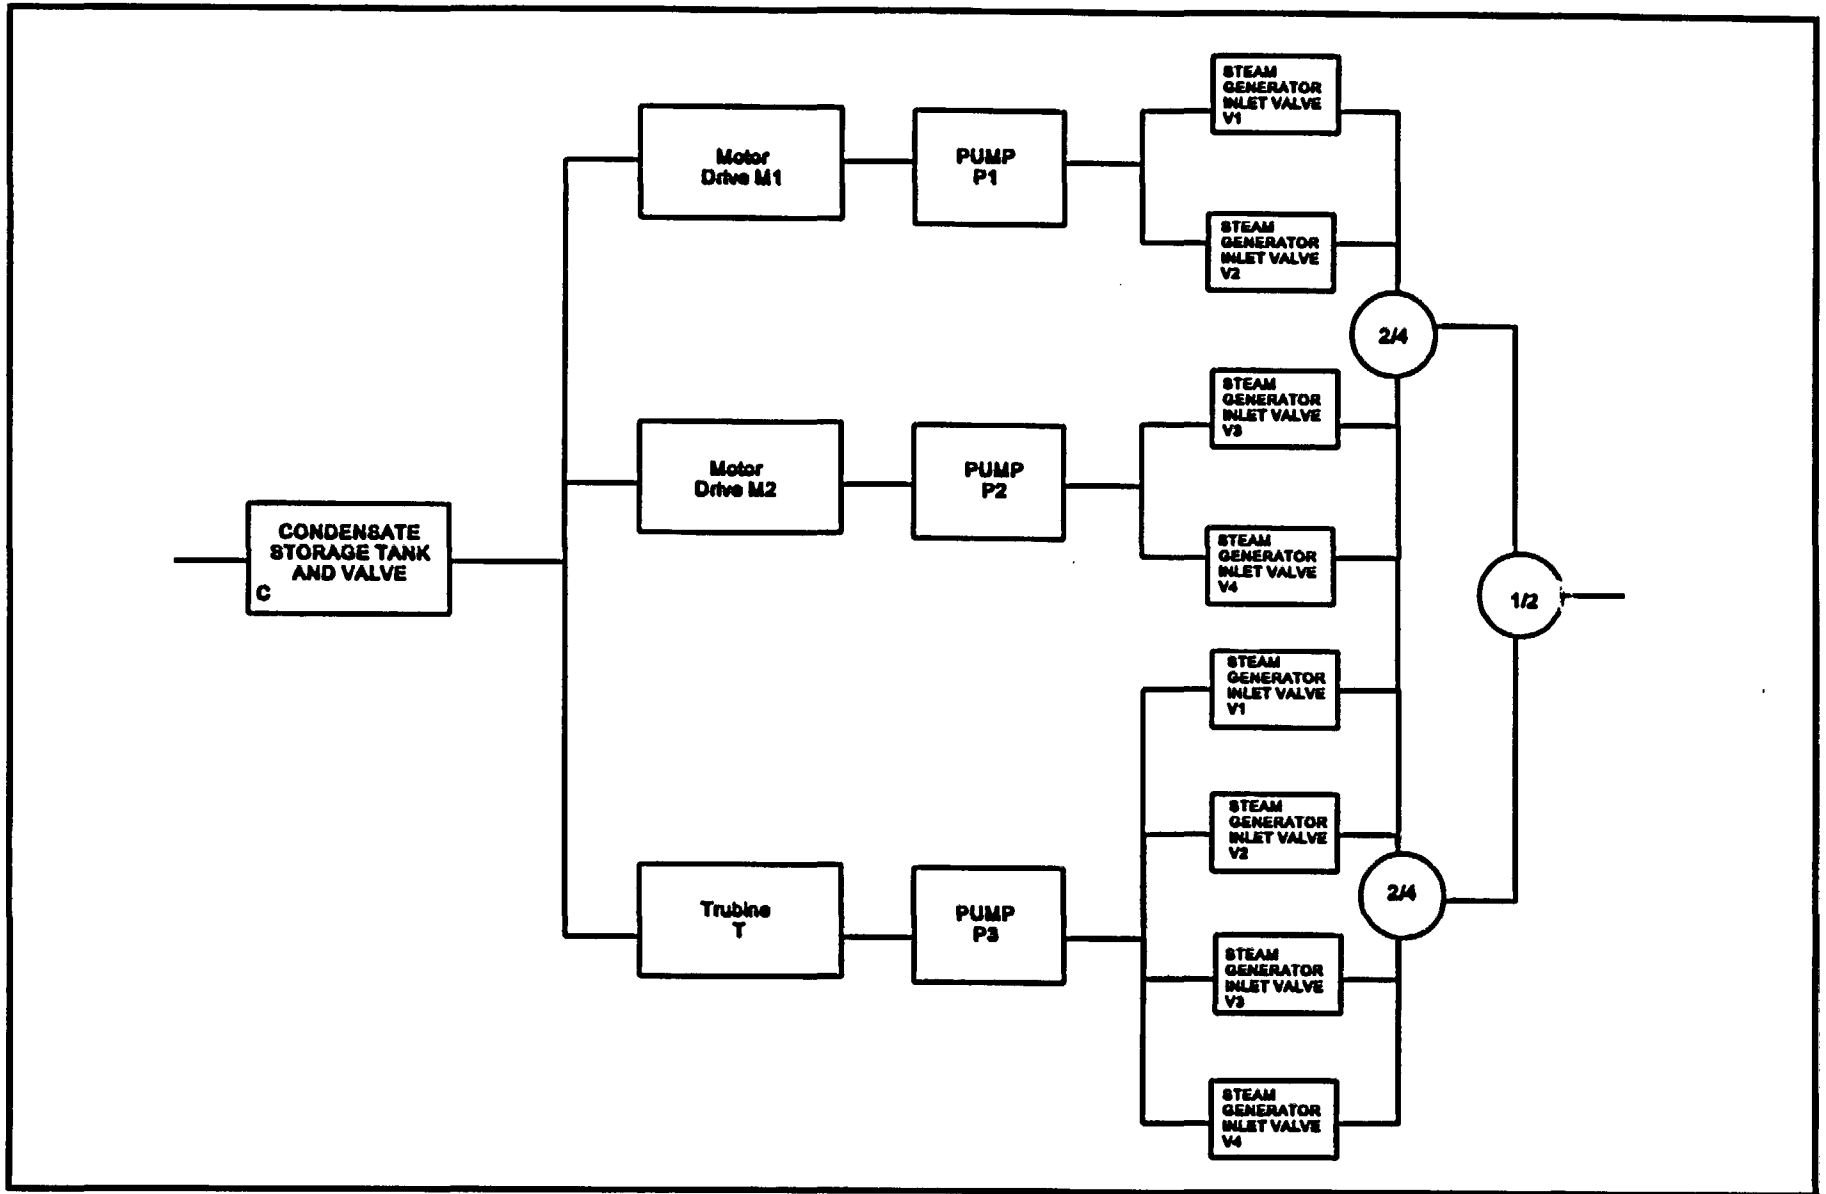 STEAM
GENERATOR
INLET VALVE
V1
Motor
Drive M1
PUMP
P1
STEAM
GENERATOR
INLET VALVE
V2
2/4
STEAM
GENERATOR
INLET VALVE
V3
Motor
Drive M2
PUMP
P2
CONDENSATE
STORAGE TANK
AND VALVE
C
STEAM
GENERATOR
INLET VALVE
V4
1/2
STEAM
GENERATOR
INLET VALVE
V1
STEAM
GENERATOR
INLET VALVE
V2
Trubine
T
PUMP
P3
2/4
STEAM
GENERATOR
INLET VALVE
V3
STEAM
GENERATOR
INLET VALVE
V4